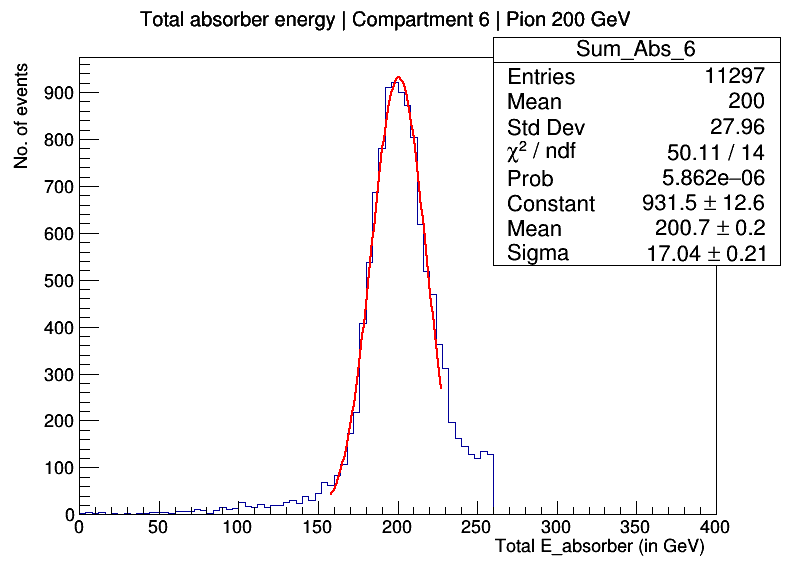 Total absorber energy | Compartment 6 | Pion 200 GeV
Sum_Abs_6
Entries 11297
Mean 200
Std Dev 27.96
χ² / ndf 50.11 / 14
Prob 5.862e−06
Constant 931.5 ± 12.6
Mean 200.7 ± 0.2
Sigma 17.04 ± 0.21
No. of events
900
800
700
600
500
400
300
200
100
0
0 50 100 150 200 250 300 350 400
Total E_absorber (in GeV)